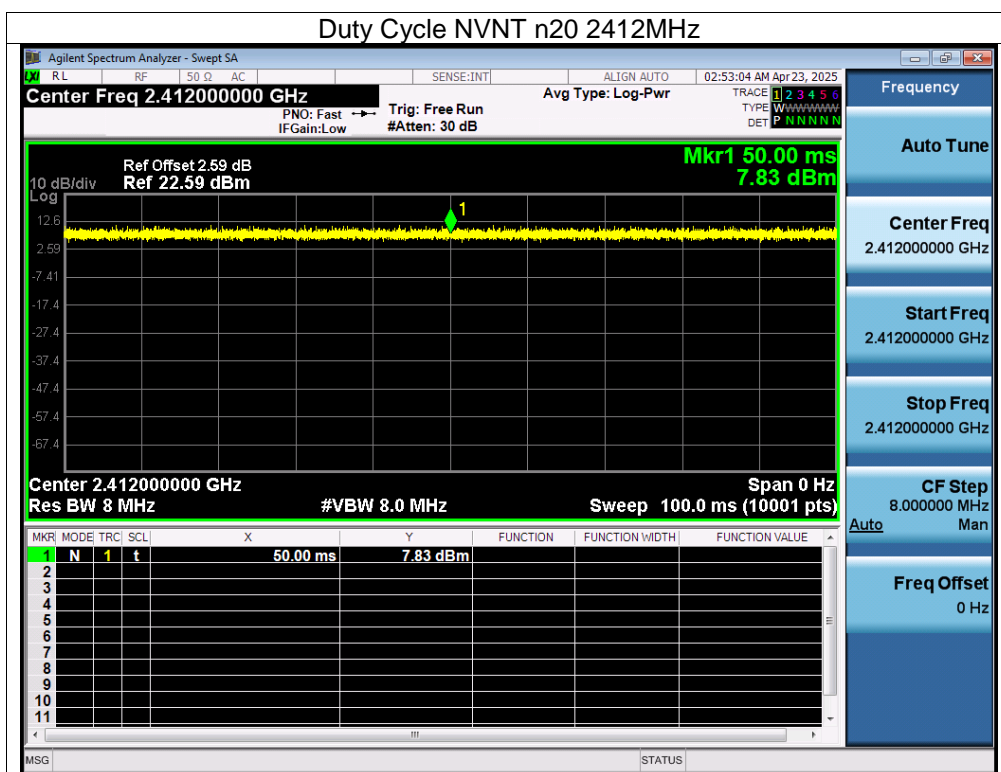 Duty Cycle NVNT n20 2412MHz
Agilent Spectrum Analyzer - Swept SA
LXI RL RF 50 Ω AC SENSE:INT ALIGN AUTO 02:53:04 AM Apr 23, 2025
Center Freq 2.412000000 GHz
PNO: Fast
IFGain:Low
Trig: Free Run
#Atten: 30 dB
Avg Type: Log-Pwr
TRACE 1 2 3 4 5 6
TYPE WWWWWW
DET P N N N N N
Mkr1 50.00 ms
7.83 dBm
Ref Offset 2.59 dB
10 dB/div Ref 22.59 dBm
Log
1
12.6
2.59
-7.41
-17.4
-27.4
-37.4
-47.4
-57.4
-67.4
Center 2.412000000 GHz Span 0 Hz
Res BW 8 MHz #VBW 8.0 MHz Sweep 100.0 ms (10001 pts)
MKR MODE TRC SCL X Y FUNCTION FUNCTION WIDTH FUNCTION VALUE
1 N 1 t 50.00 ms 7.83 dBm
2
3
4
5
6
7
8
9
10
11
MSG STATUS
Frequency
Auto Tune
Center Freq
2.412000000 GHz
Start Freq
2.412000000 GHz
Stop Freq
2.412000000 GHz
CF Step
8.000000 MHz
Auto Man
Freq Offset
0 Hz